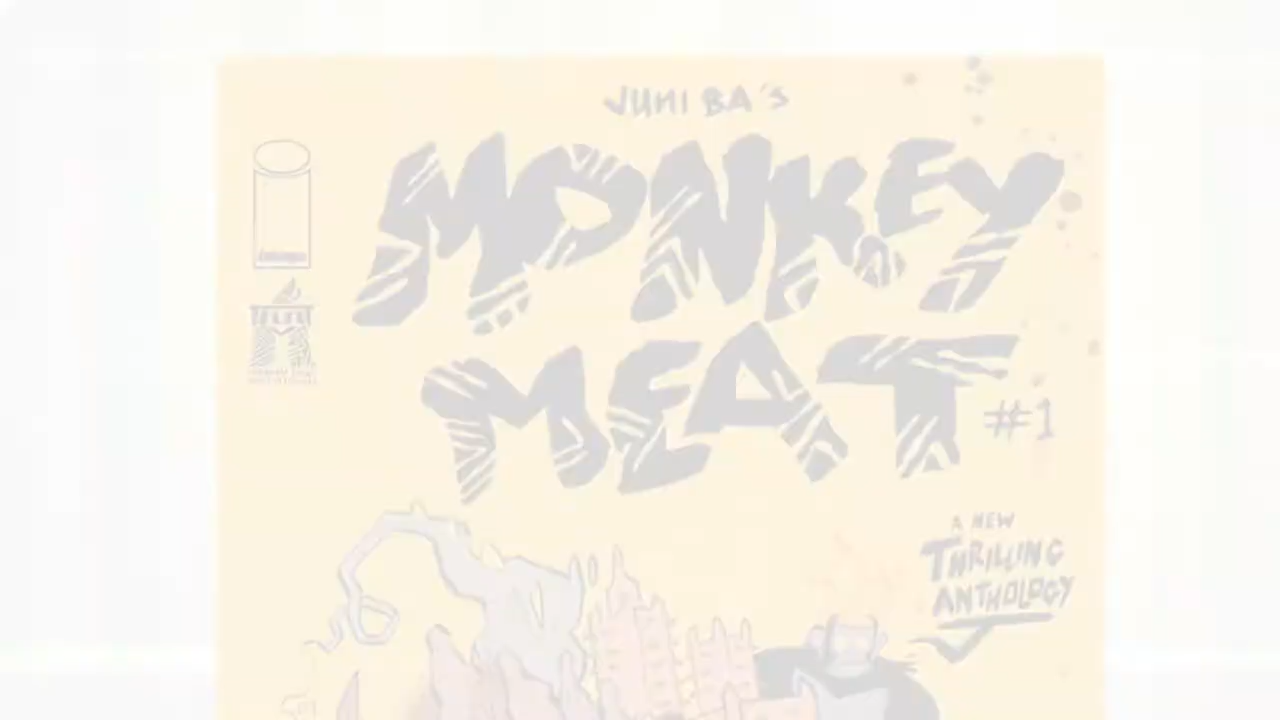 JUNI BA'S
MONKEY
MEAT
#1
A NEW
THRILLING
ANTHOLOGY